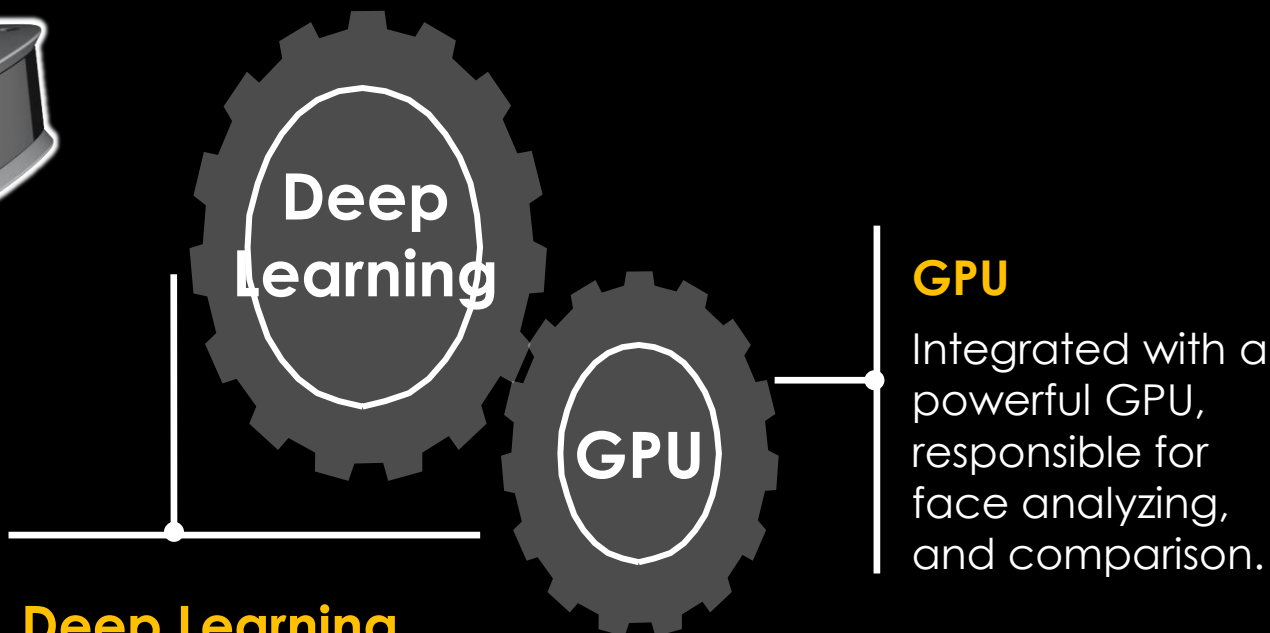 Deep
Learning
GPU
GPU
Integrated with a
powerful GPU,
responsible for
face analyzing,
and comparison.
Deep Learning